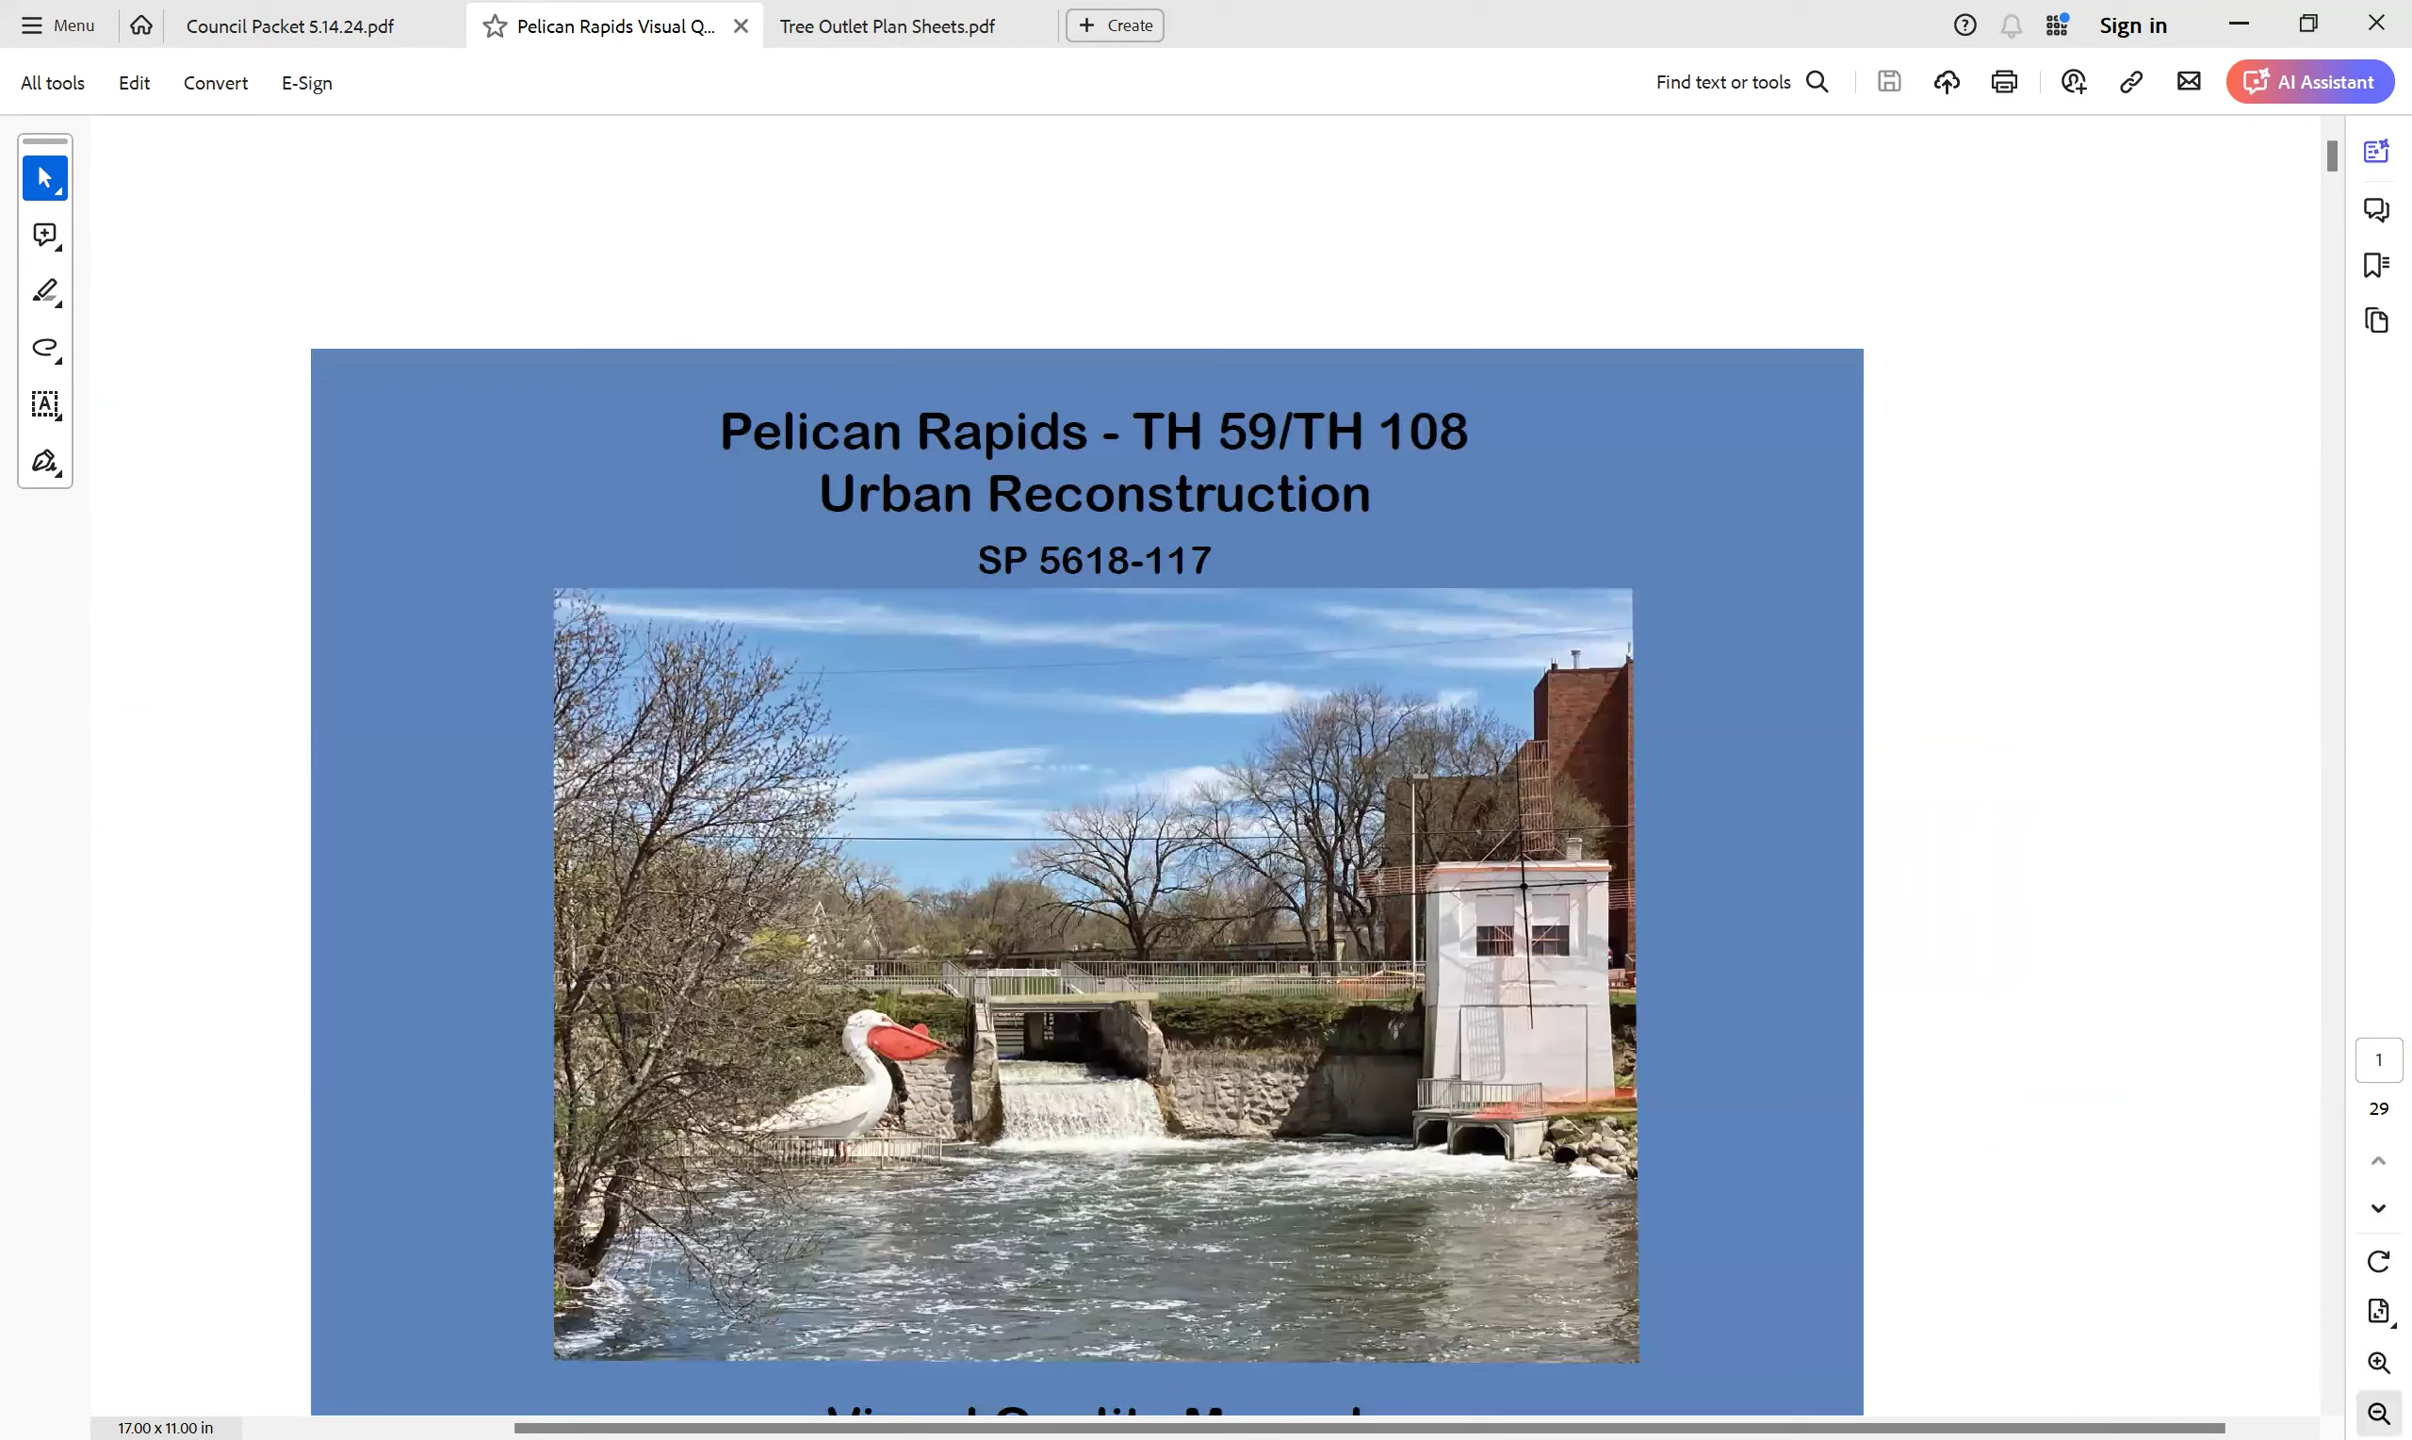 Menu
Council Packet 5.14.24.pdf
Pelican Rapids Visual Q...
Tree Outlet Plan Sheets.pdf
Create
Sign in
All tools
Edit
Convert
E-Sign
Find text or tools
AI Assistant
Pelican Rapids - TH 59/TH 108
Urban Reconstruction
SP 5618-117
1
29
17.00 x 11.00 in